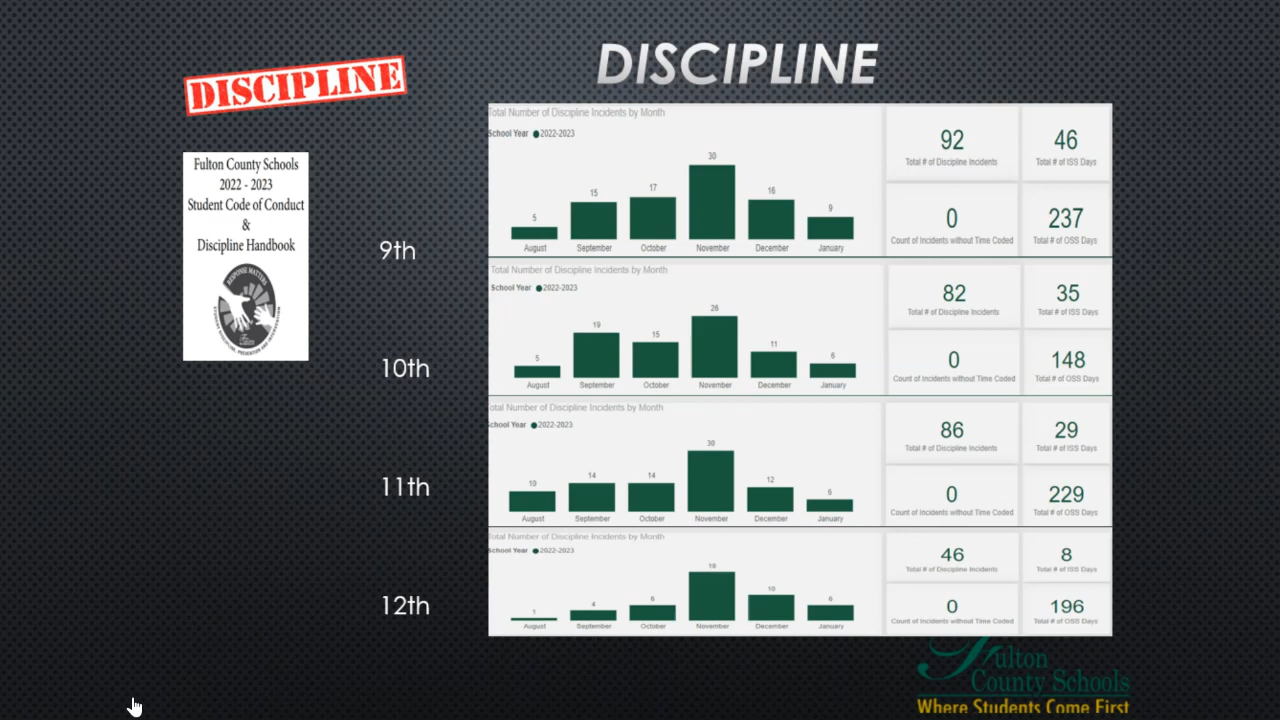 DISCIPLINE
DISCIPLINE
Fulton County Schools
2022 - 2023
Student Code of Conduct
&
Discipline Handbook
RESPONSE MATTERS
9th
Total Number of Discipline Incidents by Month
School Year 2022-2023
5 15 17 30 16 9
August September October November December January
92 46
Total # of Discipline Incidents Total # of ISS Days
0 237
Count of Incidents without Time Coded Total # of OSS Days
10th
Total Number of Discipline Incidents by Month
School Year 2022-2023
5 19 15 26 11 6
August September October November December January
82 35
Total # of Discipline Incidents Total # of ISS Days
0 148
Count of Incidents without Time Coded Total # of OSS Days
11th
otal Number of Discipline Incidents by Month
chool Year 2022-2023
10 14 14 30 12 6
August September October November December January
86 29
Total # of Discipline Incidents Total # of ISS Days
0 229
Count of Incidents without Time Coded Total # of OSS Days
12th
Total Number of Discipline Incidents by Month
School Year 2022-2023
1 4 6 19 10 6
August September October November December January
46 8
Total # of Discipline Incidents Total # of ISS Days
0 196
Count of Incidents without Time Coded Total # of OSS Days
Fulton
County Schools
Where Students Come First